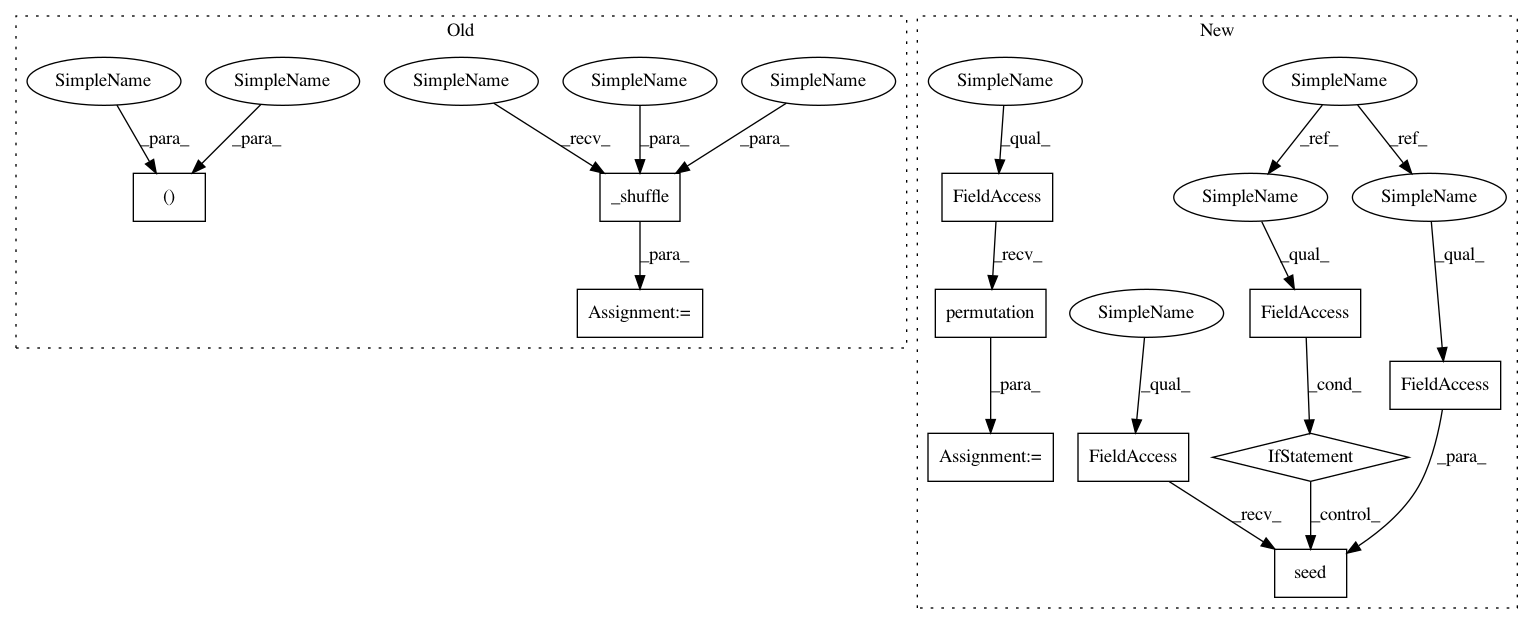 Old
New
SimpleName
SimpleName
SimpleName
SimpleName
SimpleName
SimpleName
SimpleName
_para_
_para_
_recv_
_para_
_para_
_qual_
_ref_
_ref_
()
_shuffle
FieldAccess
SimpleName
SimpleName
_para_
_recv_
_qual_
_qual_
Assignment:=
permutation
SimpleName
FieldAccess
_para_
_qual_
_cond_
FieldAccess
Assignment:=
FieldAccess
IfStatement
_para_
_recv_
_control_
seed